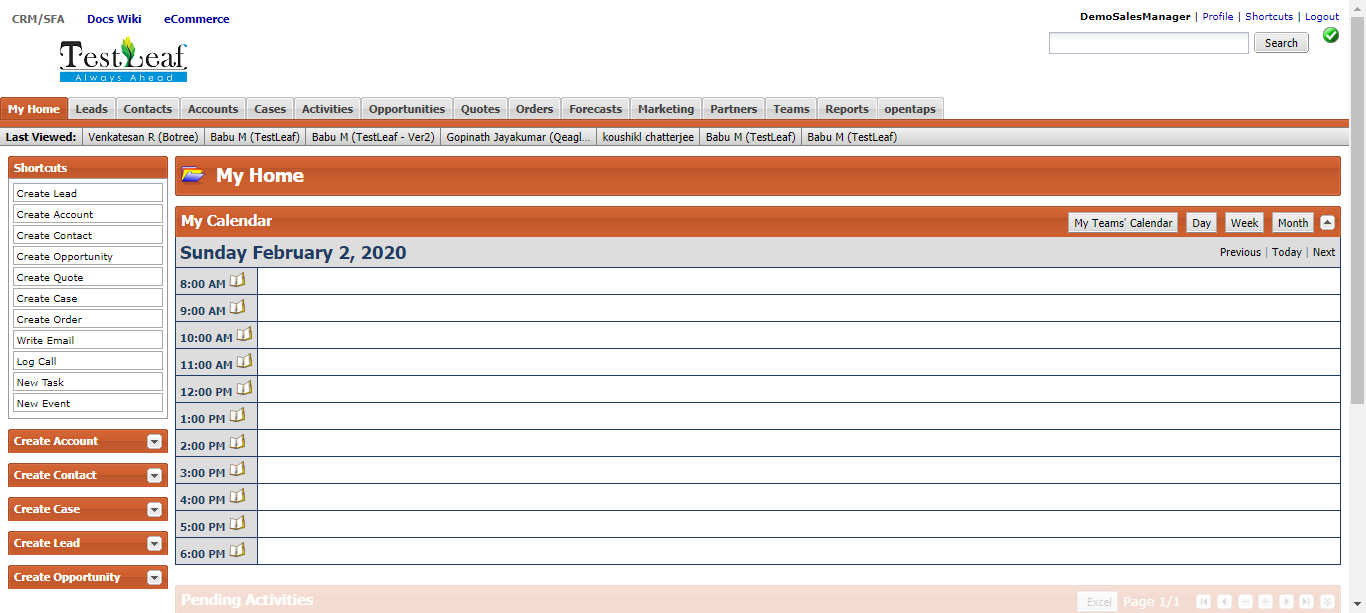 CRM/SFA Docs Wiki eCommerce
DemoSalesManager | Profile | Shortcuts | Logout
TestLeaf
Always Ahead
Search
My Home Leads Contacts Accounts Cases Activities Opportunities Quotes Orders Forecasts Marketing Partners Teams Reports opentaps
Last Viewed: Venkatesan R (Botree) Babu M (TestLeaf) Babu M (TestLeaf - Ver2) Gopinath Jayakumar (Qeagl... koushikl chatterjee Babu M (TestLeaf) Babu M (TestLeaf)
Shortcuts
Create Lead
Create Account
Create Contact
Create Opportunity
Create Quote
Create Case
Create Order
Write Email
Log Call
New Task
New Event
Create Account
Create Contact
Create Case
Create Lead
Create Opportunity
My Home
My Calendar My Teams' Calendar Day Week Month
Sunday February 2, 2020 Previous | Today | Next
8:00 AM
9:00 AM
10:00 AM
11:00 AM
12:00 PM
1:00 PM
2:00 PM
3:00 PM
4:00 PM
5:00 PM
6:00 PM
Pending Activities Excel Page 1/1